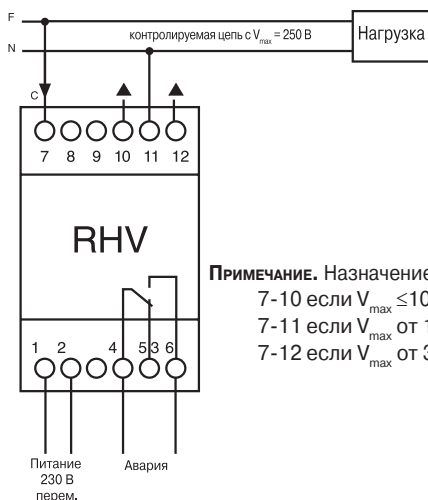 F
N
контролируемая цепь с Vmax = 250 В
Нагрузка
C
7 8 9 10 11 12
RHV
Примечание. Назначение
7-10 если Vmax ≤10
7-11 если Vmax от 1
7-12 если Vmax от 3
1 2 4 5 3 6
Питание
230 В
перем.
Авария